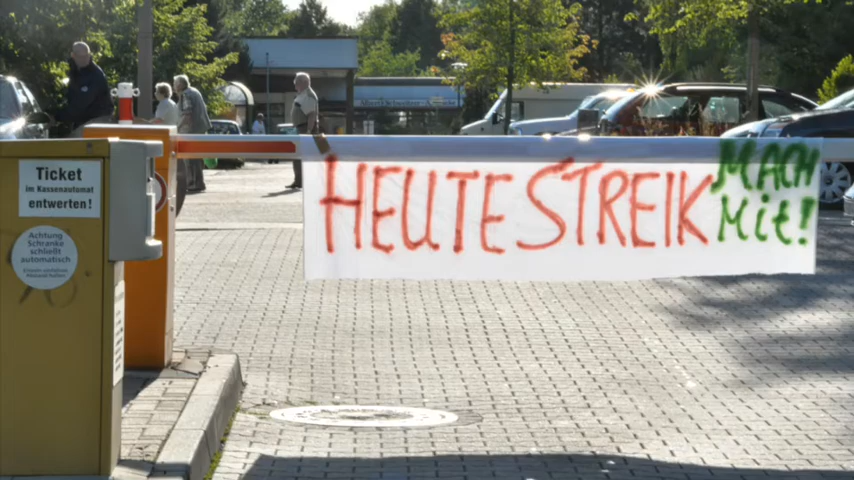 Ticket
im Kassenautomat
entwerten!
Achtung
Schranke
schließt
automatisch
HEUTE STREIK
MACH
Mit!